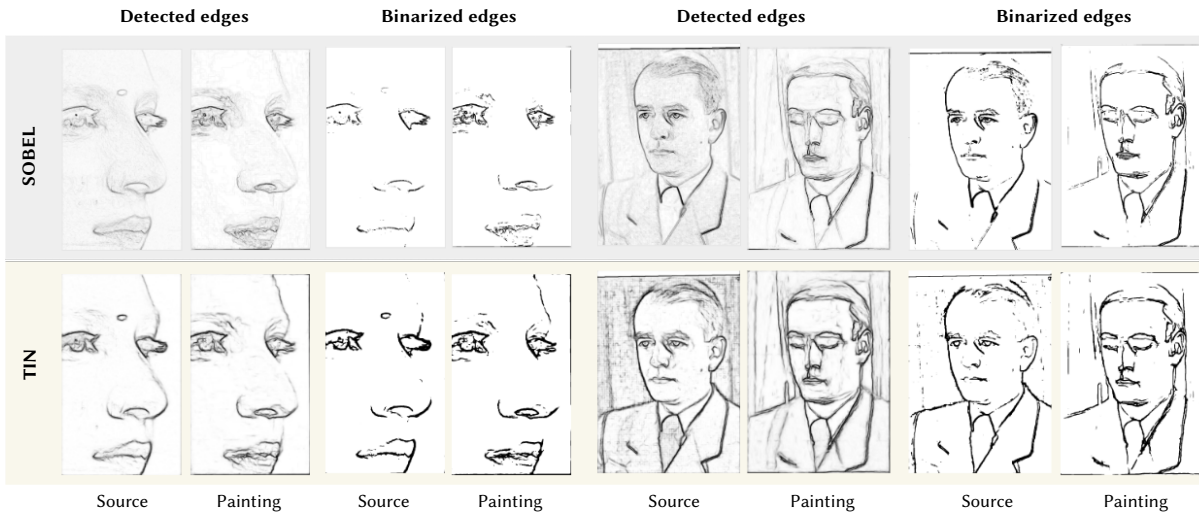 Detected edges Binarized edges Detected edges Binarized edges
SOBEL
TIN
Source Painting Source Painting Source Painting Source Painting